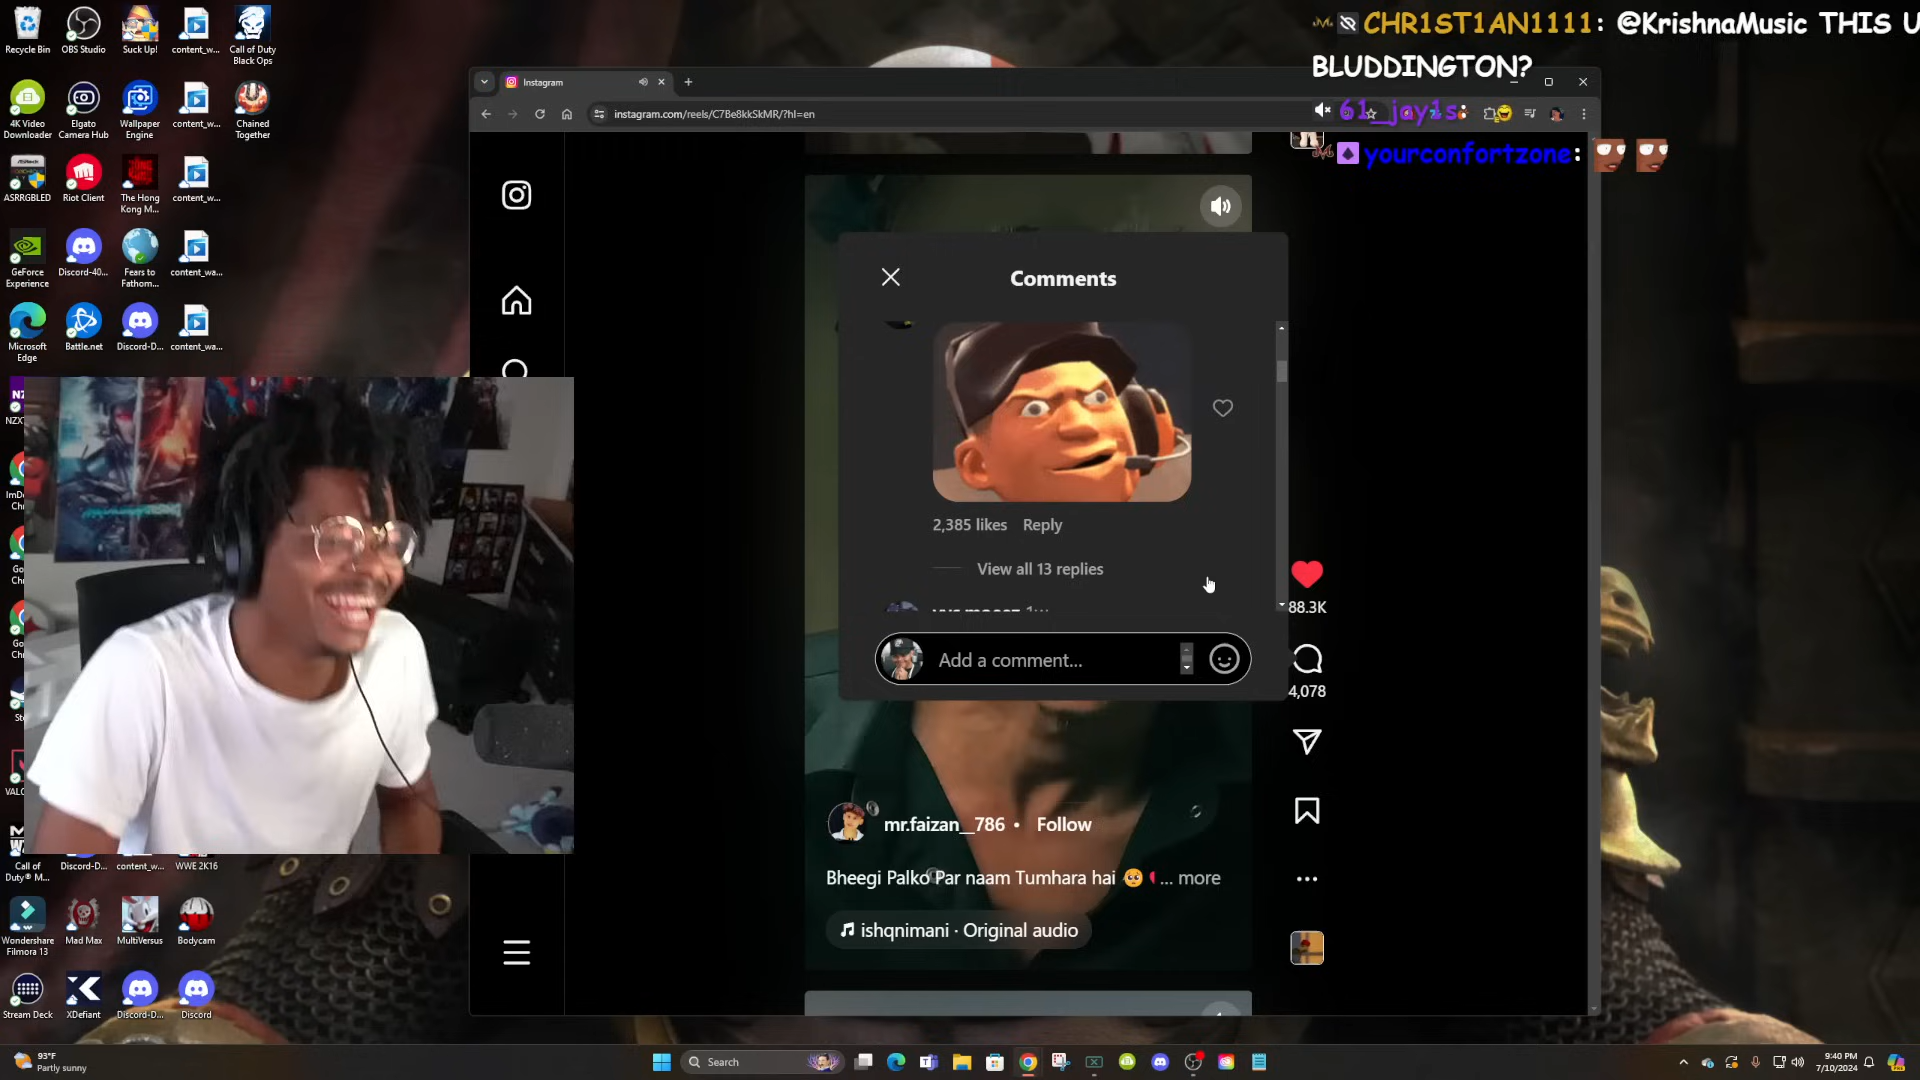 CHR1ST1AN1111: @KrishnaMusic THIS U
BLUDDINGTON?
61_jay1s:
yourconfortzone:
Recycle Bin
OBS Studio
Suck Up!
content_w...
Call of Duty
Black Ops
4K Video
Downloader
Elgato
Camera Hub
Wallpaper
Engine
content_w...
Chained
Together
ASRRGBLED
Riot Client
The Hong
Kong M...
content_w...
GeForce
Experience
Discord-40...
Fears to
Fathom...
content_wa...
Microsoft
Edge
Battle.net
Discord-D...
content_wa...
Call of
Duty® M...
Discord-D...
content_w...
WWE 2K16
Wondershare
Filmora 13
Mad Max
MultiVersus
Bodycam
Stream Deck
XDefiant
Discord-D...
Discord
Instagram
instagram.com/reels/C7Be8kkSkMR/?hl=en
Comments
2,385 likes Reply
View all 13 replies
Add a comment...
88.3K
4,078
mr.faizan__786 • Follow
Bheegi Palko Par naam Tumhara hai 🥺 ... more
ishqnimani · Original audio
93°F
Partly sunny
Search
9:40 PM
7/10/2024